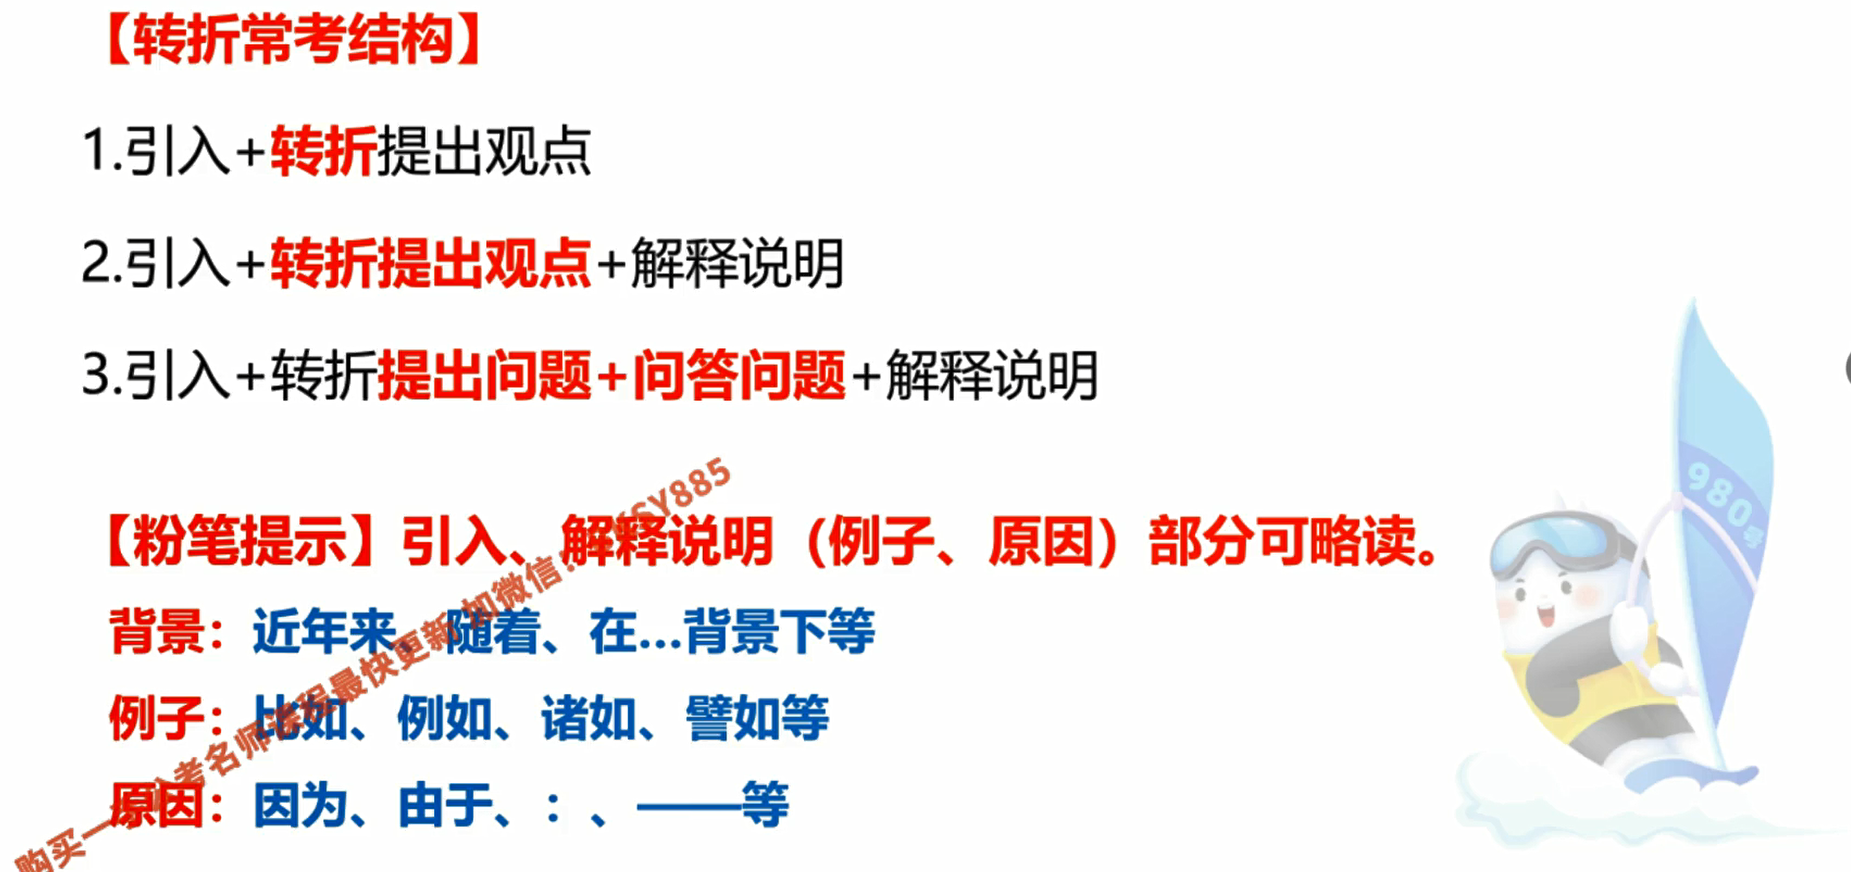 【转折常考结构】
1.引入+转折提出观点
2.引入+转折提出观点+解释说明
3.引入+转折提出问题+问答问题+解释说明
【粉笔提示】引入、解释说明（例子、原因）部分可略读。
背景：近年来、随着、在...背景下等
例子：比如、例如、诸如、譬如等
原因：因为、由于、：、——等
980号
购买一 公考名师课程最快更新 加微信: SY885